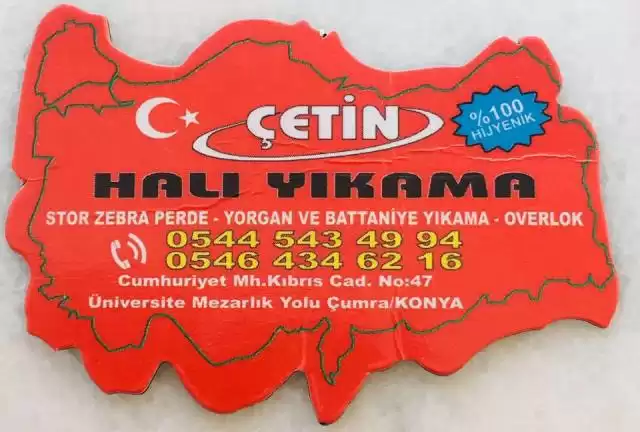 ÇETİN
%100
HİJYENİK
HALI YIKAMA
STOR ZEBRA PERDE - YORGAN VE BATTANİYE YIKAMA - OVERLOK
0544 543 49 94
0546 434 62 16
Cumhuriyet Mh.Kıbrıs Cad. No:47
Üniversite Mezarlık Yolu Çumra/KONYA